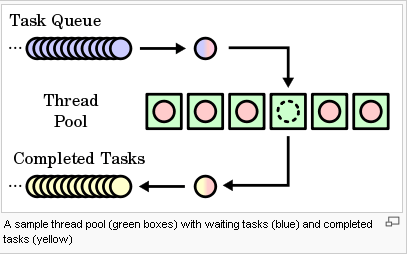 Task Queue
...
Thread
Pool
Completed Tasks
...
A sample thread pool (green boxes) with waiting tasks (blue) and completed
tasks (yellow)